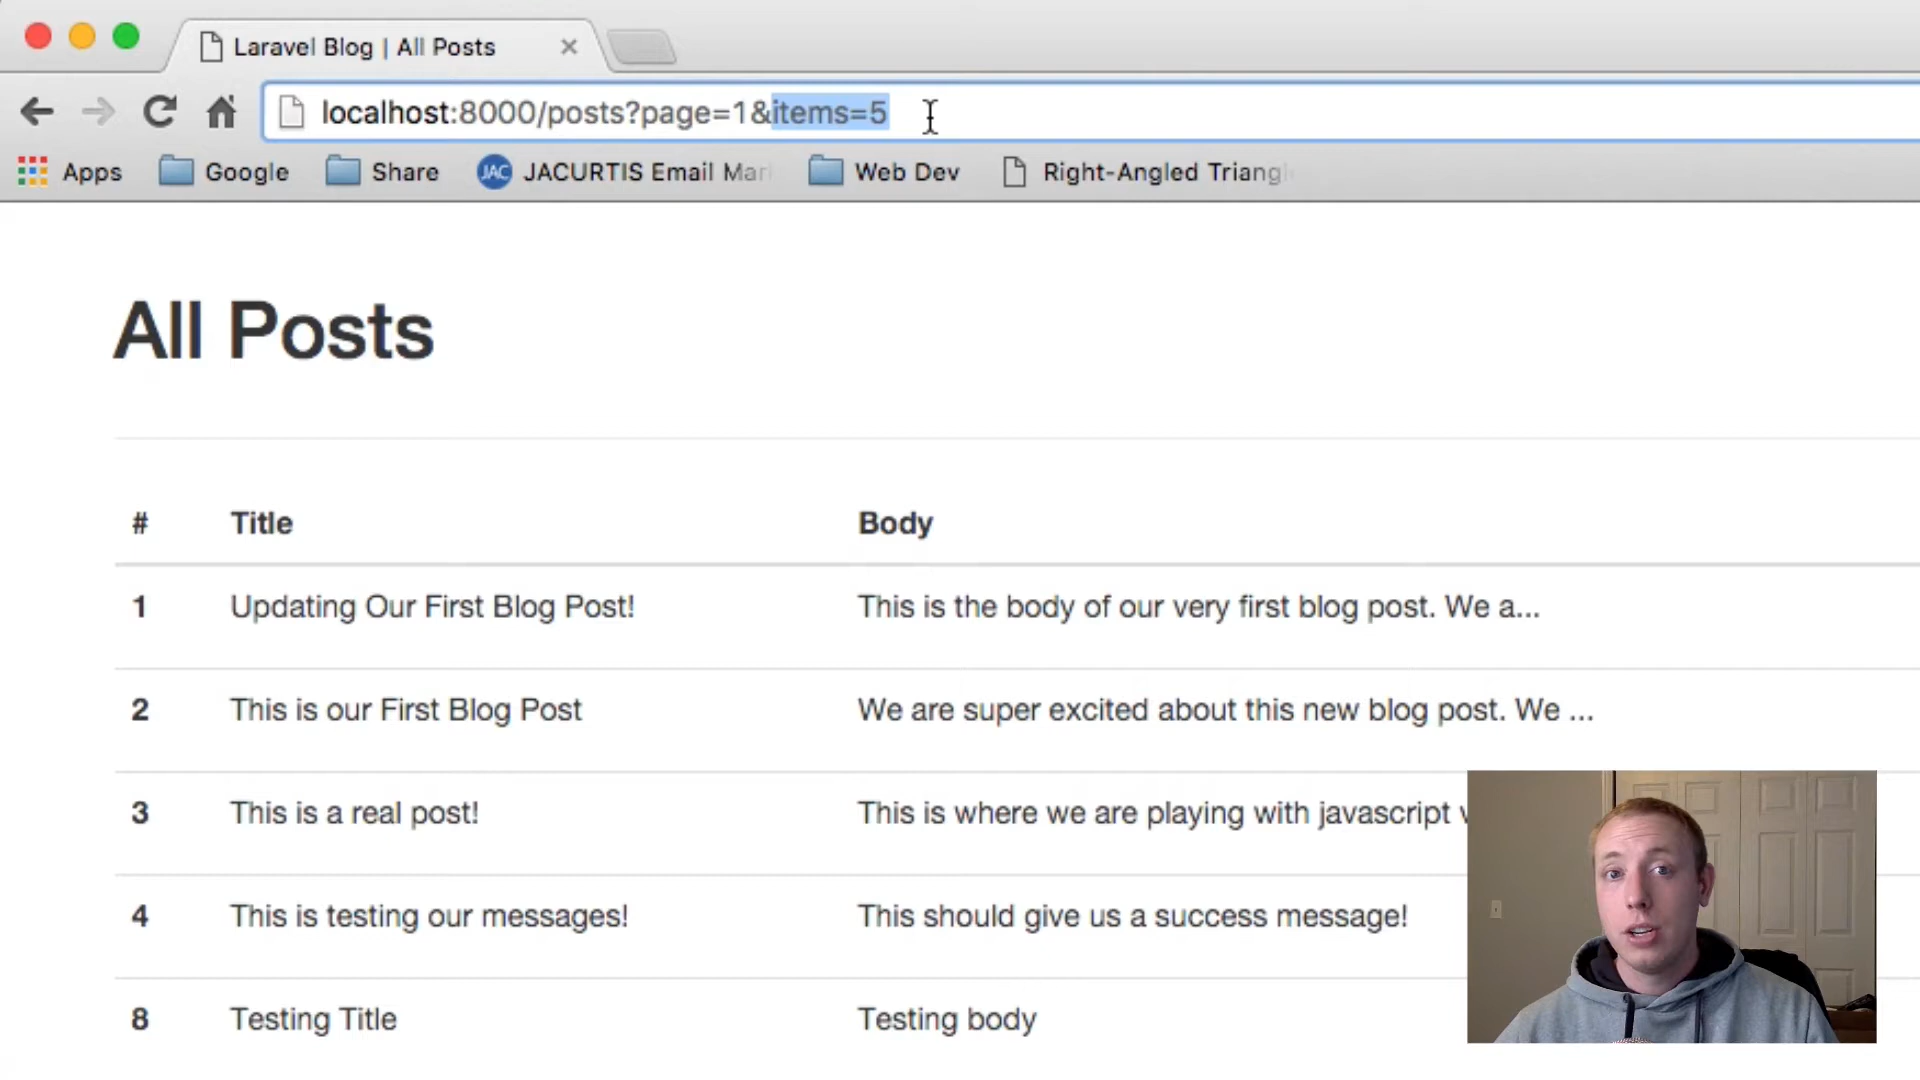 Laravel Blog | All Posts
localhost:8000/posts?page=1&items=5
Apps Google Share JAC JACURTIS Email Mar Web Dev Right-Angled Triangl
All Posts
# Title Body
1 Updating Our First Blog Post! This is the body of our very first blog post. We a...
2 This is our First Blog Post We are super excited about this new blog post. We ...
3 This is a real post! This is where we are playing with javascript
4 This is testing our messages! This should give us a success message!
8 Testing Title Testing body